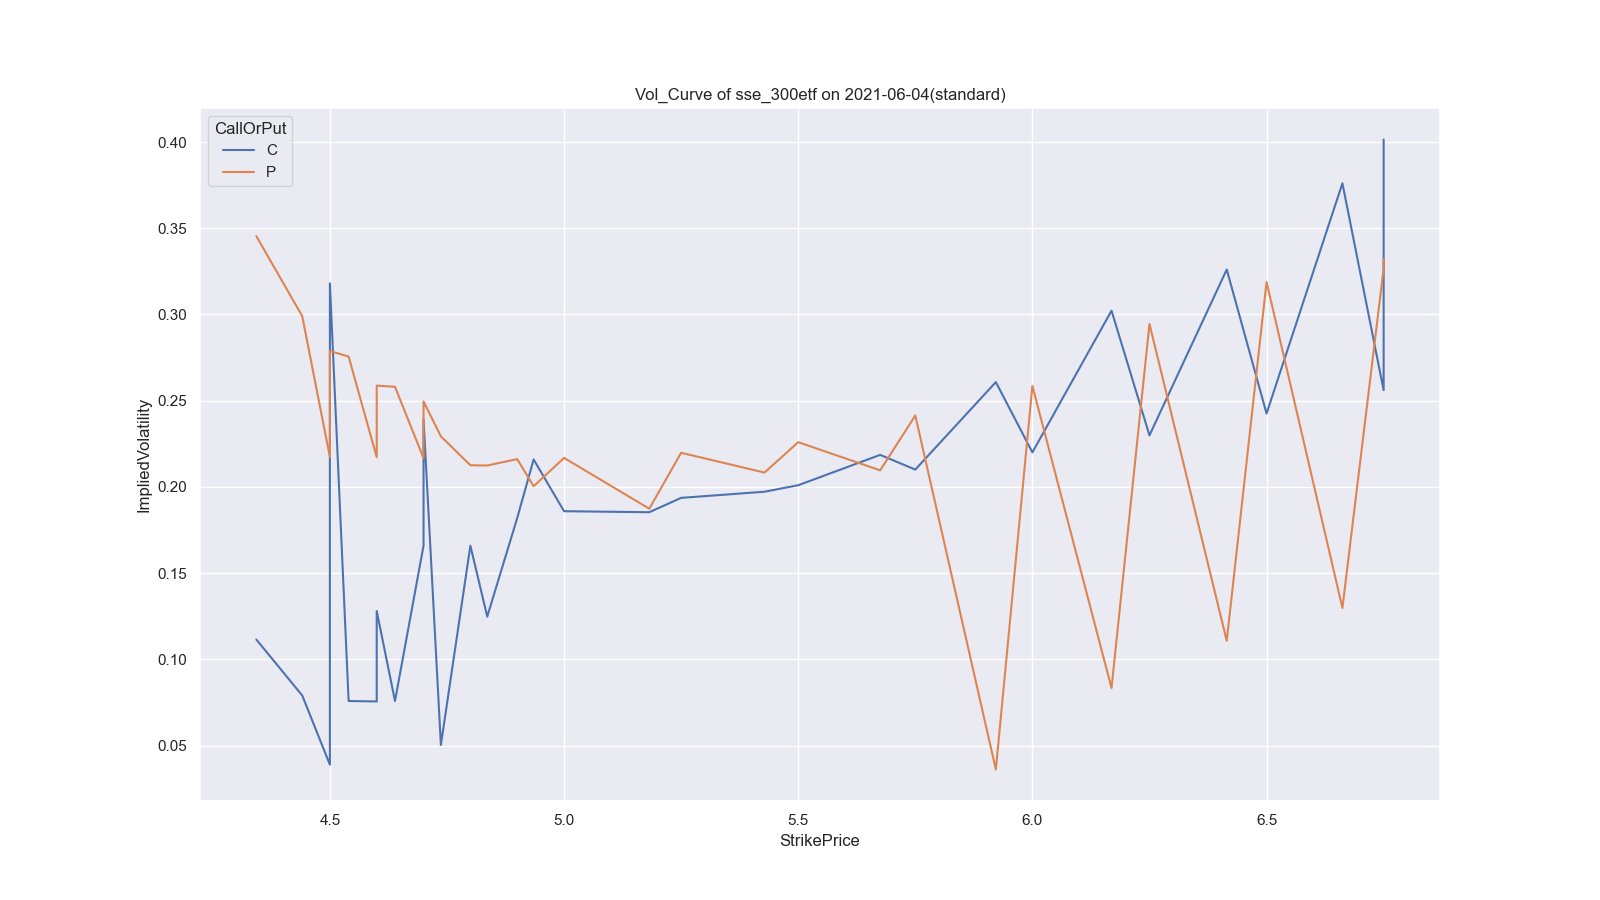 Vol_Curve of sse_300etf on 2021-06-04(standard)
CallOrPut
C
P
0.40
0.35
0.30
0.25
0.20
0.15
0.10
0.05
ImpliedVolatility
4.5 5.0 5.5 6.0 6.5
StrikePrice